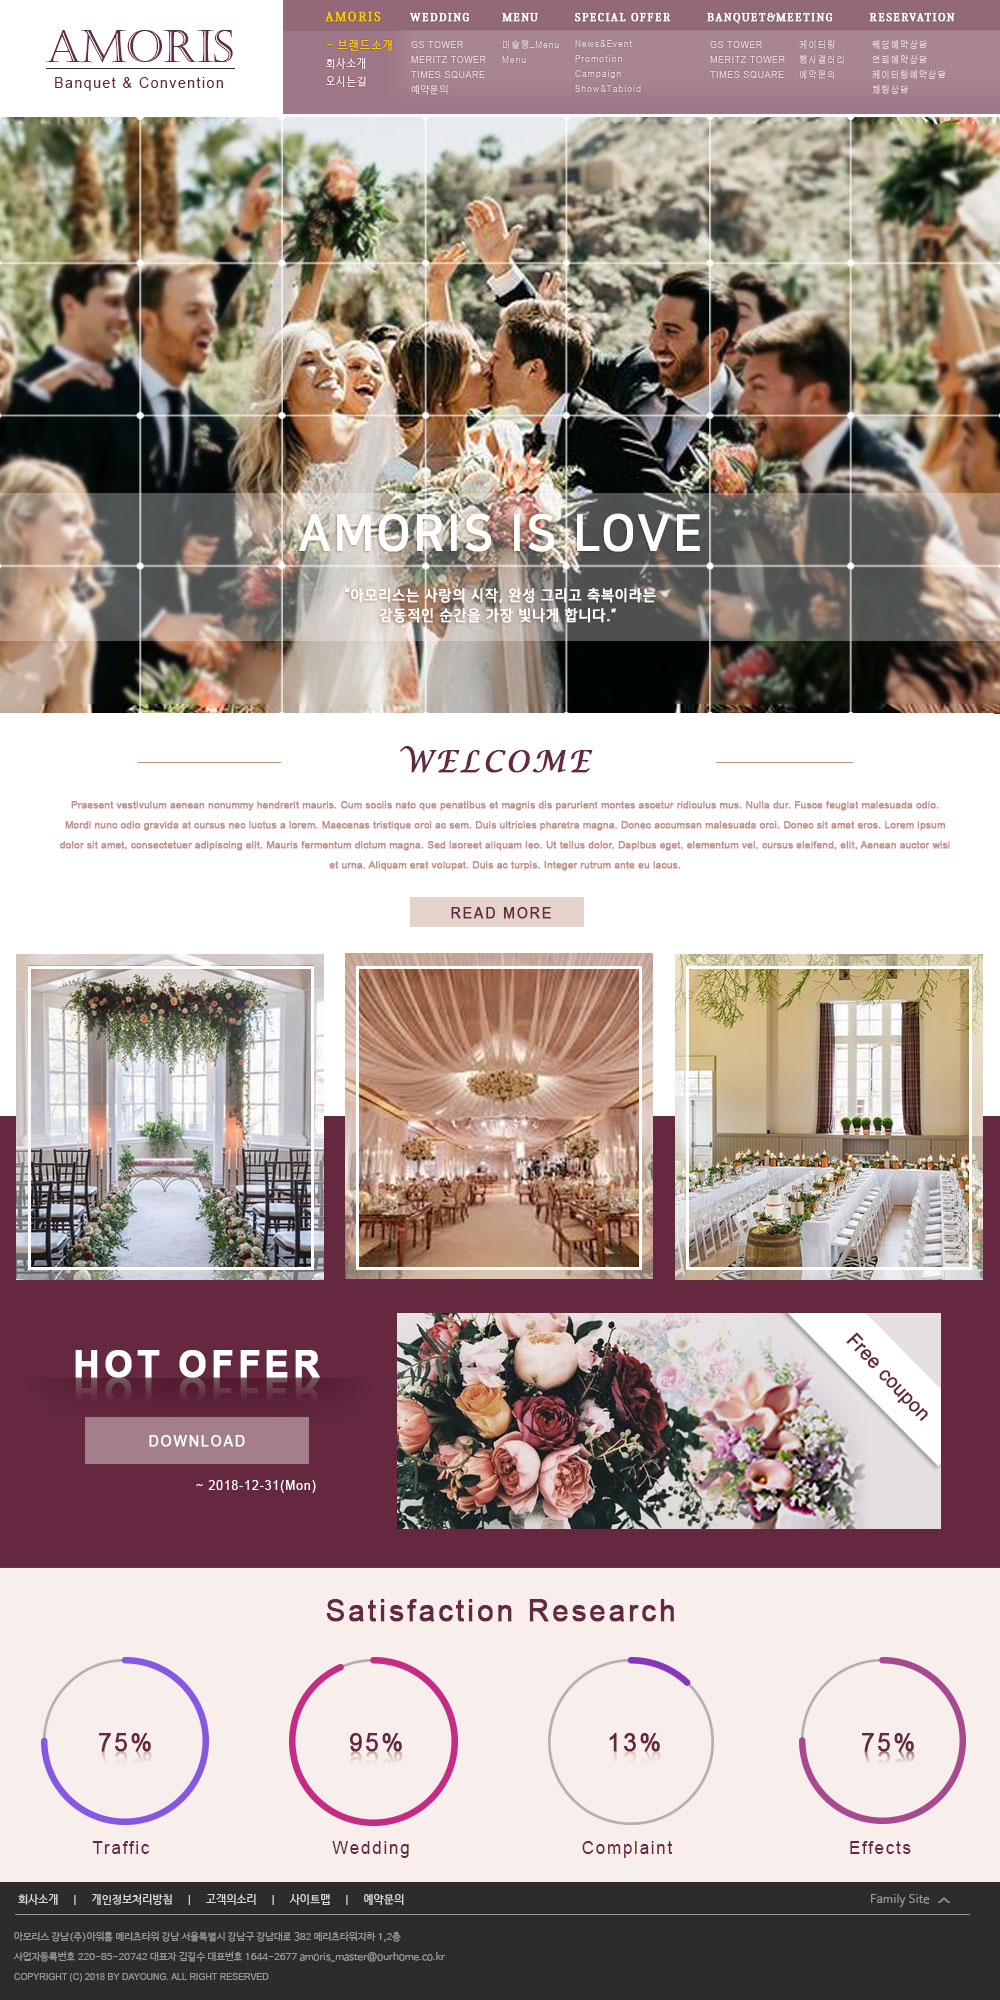 AMORIS
Banquet & Convention
AMORIS
- 브랜드소개
회사소개
오시는길
WEDDING
GS TOWER
MERITZ TOWER
TIMES SQUARE
예약문의
MENU
미슐랭_Menu
Menu
SPECIAL OFFER
News&Event
Promotion
Campaign
Show&Tabloid
BANQUET&MEETING
GS TOWER
MERITZ TOWER
TIMES SQUARE
케이터링
행사갤러리
예약문의
RESERVATION
웨딩예약상담
연회예약상담
케이터링예약상담
채팅상담
AMORIS IS LOVE
"아모리스는 사랑의 시작, 완성 그리고 축복이라는
감동적인 순간을 가장 빛나게 합니다."
WELCOME
Praesent vestivulum aenean nonummy hendrerit mauris. Cum sociis nato que penatibus et magnis dis parurient montes ascetur ridiculus mus. Nulla dur. Fusce feugiat malesuada odio.
Mordi nunc odio gravida at cursus nec luctus a lorem. Maecenas tristique orci ac sem. Duis ultricies pharetra magna. Donec accumsan malesuada orci. Donec sit amet eros. Lorem ipsum
dolor sit amet, consectetuer adipiscing elit. Mauris fermentum dictum magna. Sed laoreet aliquam leo. Ut tellus dolor, Dapibus eget, elementum vel, cursus eleifend, elit, Aenean auctor wisi
et urna. Aliquam erat volupat. Duis ac turpis. Integer rutrum ante eu lacus.
READ MORE
HOT OFFER
DOWNLOAD
~ 2018-12-31(Mon)
Free coupon
Satisfaction Research
75%
Traffic
95%
Wedding
13%
Complaint
75%
Effects
회사소개 | 개인정보처리방침 | 고객의소리 | 사이트맵 | 예약문의
Family Site
아모리스 강남(주)아워홈 메리츠타워 강남 서울특별시 강남구 강남대로 382 메리츠타워지하 1,2층
사업자등록번호 220-85-20742 대표자 김길수 대표번호 1644-2677 amoris_master@ourhome.co.kr
COPYRIGHT (C) 2018 BY DAYOUNG. ALL RIGHT RESERVED